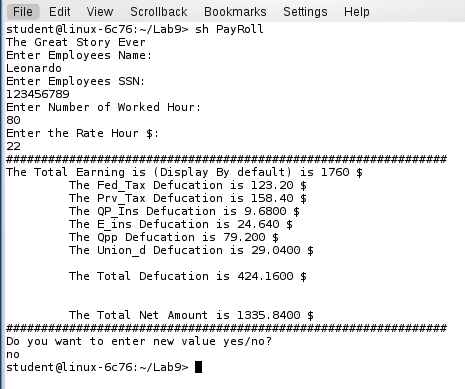 File Edit View Scrollback Bookmarks Settings Help
student@linux-6c76:~/Lab9> sh PayRoll
The Great Story Ever
Enter Employees Name:
Leonardo
Enter Employees SSN:
123456789
Enter Number of Worked Hour:
80
Enter the Rate Hour $:
22
###############################################################
The Total Earning is (Display By default) is 1760 $
The Fed_Tax Defucation is 123.20 $
The Prv_Tax Defucation is 158.40 $
The QP_Ins Defucation is 9.6800 $
The E_ins Defucation is 24.640 $
The Qpp Defucation is 79.200 $
The Union_d Defucation is 29.0400 $
The Total Defucation is 424.1600 $
The Total Net Amount is 1335.8400 $
###############################################################
Do you want to enter new value yes/no?
no
student@linux-6c76:~/Lab9>